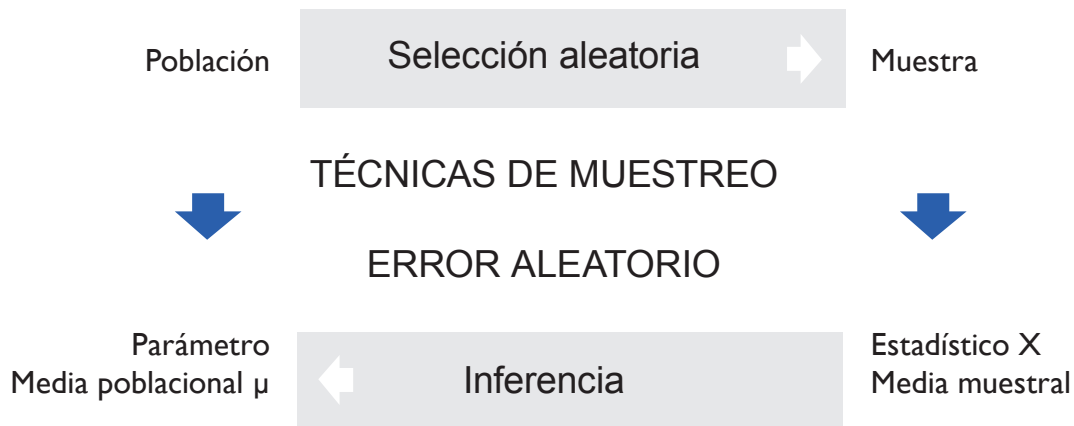 Población
Selección aleatoria
Muestra
TÉCNICAS DE MUESTREO
ERROR ALEATORIO
Parámetro
Media poblacional µ
Inferencia
Estadístico X
Media muestral